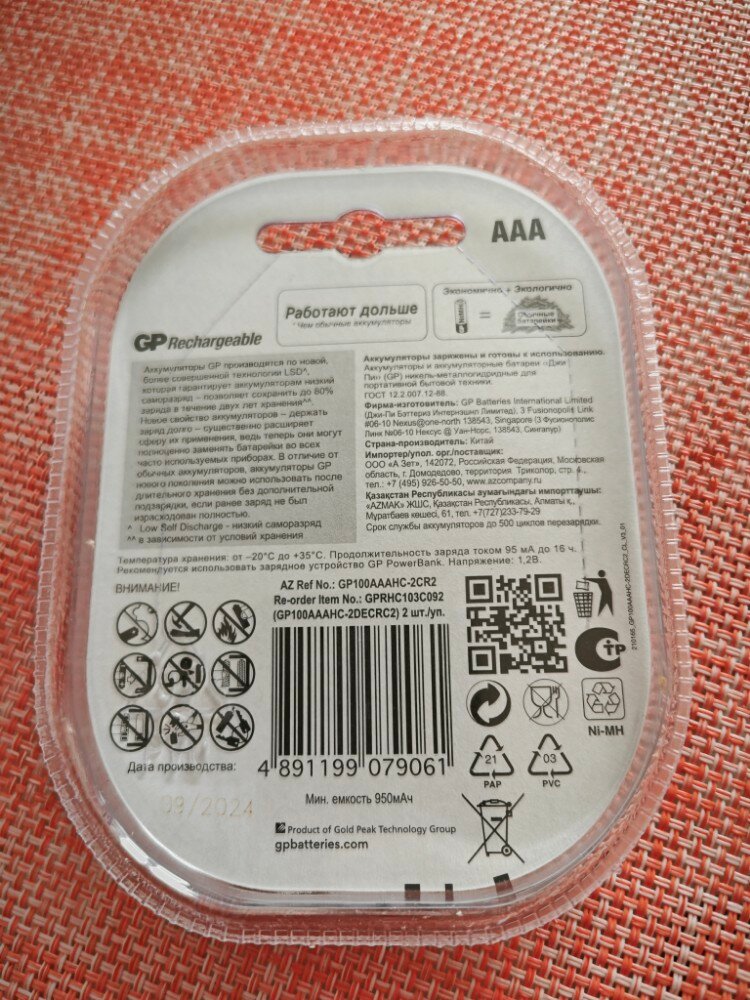 AAA
Экономично + Экологично
Работают дольше
* Чем обычные аккумуляторы
=
Обычные
батарейки
GP Rechargeable
Аккумуляторы GP производятся по новой,
более совершенной технологии LSD^,
которая гарантирует аккумуляторам низкий
саморазряд – позволяет сохранить до 80%
заряда в течение двух лет хранения^^.
Новое свойство аккумуляторов – держать
заряд долго – существенно расширяет
сферу их применения, ведь теперь они могут
полноценно заменять батарейки во всех
часто используемых приборах. В отличие от
обычных аккумуляторов, аккумуляторы GP
нового поколения можно использовать после
длительного хранения без дополнительной
подзарядки, если ранее заряд не был
израсходован полностью.
^ Low Self Discharge - низкий саморазряд
^^ в зависимости от условий хранения
Аккумуляторы заряжены и готовы к использованию.
Аккумуляторы и аккумуляторные батареи «Джи
Пи» (GP) никель-металлогидридные для
портативной бытовой техники.
ГОСТ 12.2.007.12-88.
Фирма-изготовитель: GP Batteries International Limited
(Джи-Пи Баттериз Интернэшнл Лимитед), 3 Fusionopolis Link
#06-10 Nexus@one-north 138543, Singapore (3 Фусионополис
Линк №06-10 Нексус @ Уан-Норс, 138543, Сингапур)
Страна-производитель: Китай
Импортер/упол. орг./поставщик:
ООО «А Зет», 142072, Российская Федерация, Московская
область, г. Домодедово, территория Триколор, стр. 4,
тел.: +7 (495) 926-50-50, www.azcompany.ru
Қазақстан Республикасы аумағындағы импорттаушы:
«AZMAK» ЖШС, Қазақстан Республикасы, Алматы қ.,
Муратбаев көшесі, 61, тел. +7(727)233-79-29
Срок службы аккумуляторов до 500 циклов перезарядки.
Температура хранения: от –20°C до +35°C. Продолжительность заряда током 95 мА до 16 ч.
Рекомендуется использовать зарядное устройство GP PowerBank. Напряжение: 1,2В.
ВНИМАНИЕ!
AZ Ref No.: GP100AAAHC-2CR2
Re-order Item No.: GPRHC103C092
(GP100AAAHC-2DECRC2) 2 шт./уп.
210165_GP100AAAHC-2DECRC2_CL_V3_01
СТР
Ni-MH
21
PAP
03
PVC
4 891199 079061
Дата производства:
09/2024
Мин. емкость 950мАч
Product of Gold Peak Technology Group
gpbatteries.com